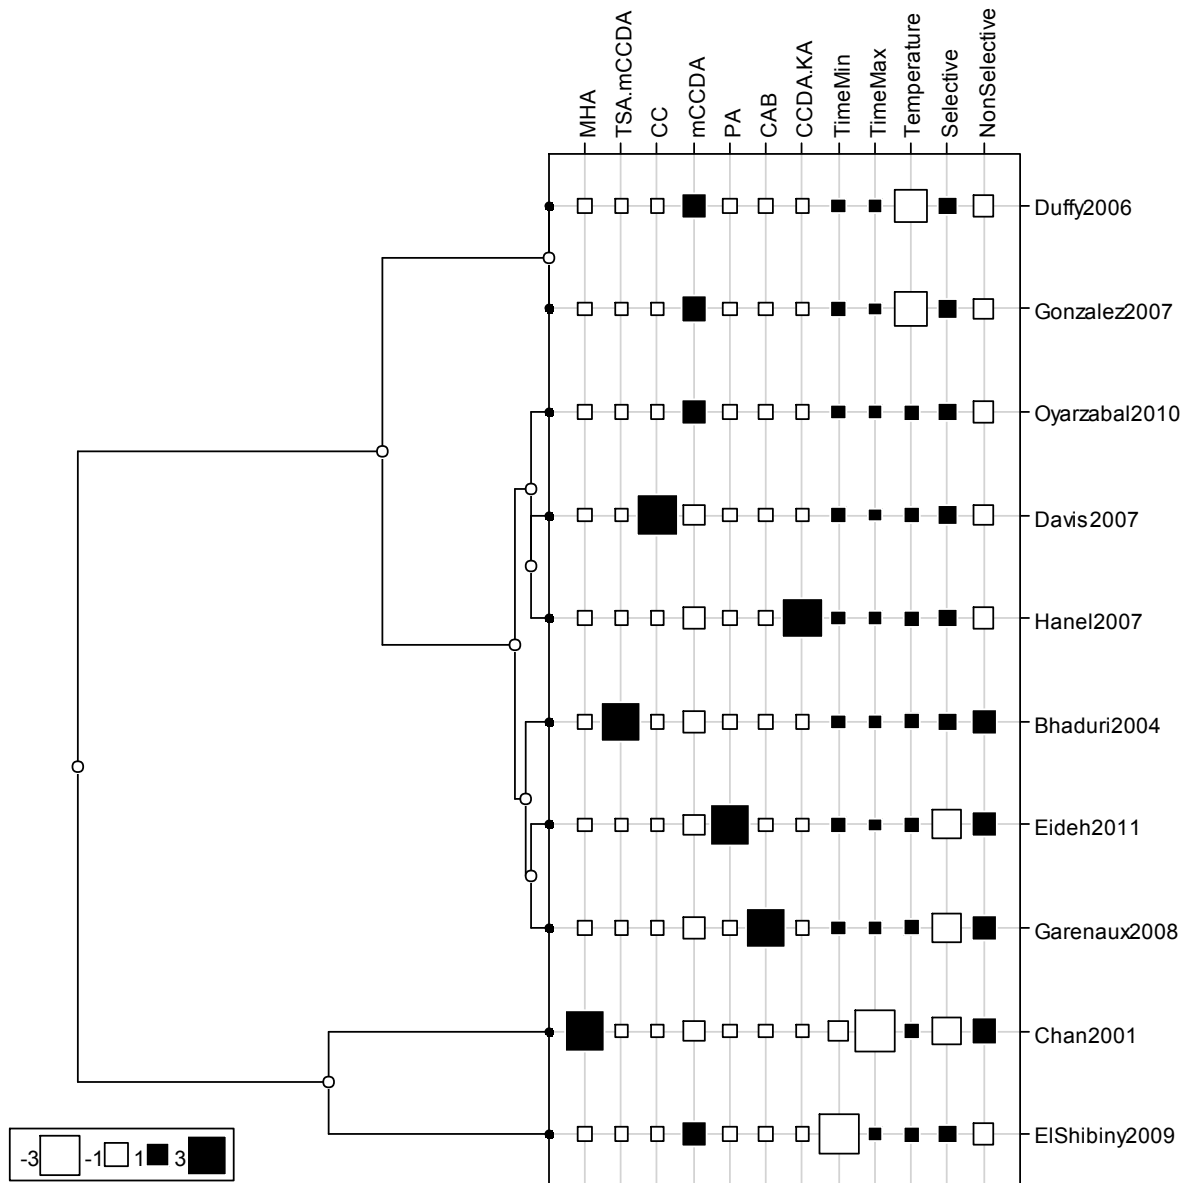 MHA
TSA.mCCDA
CC
mCCDA
PA
CAB
CCDA.KA
TimeMin
TimeMax
Temperature
Selective
NonSelective
Duffy2006
Gonzalez2007
Oyarzabal2010
Davis2007
Hanel2007
Bhaduri2004
Eideh2011
Garenaux2008
Chan2001
ElShibiny2009
-3 -1 1 3